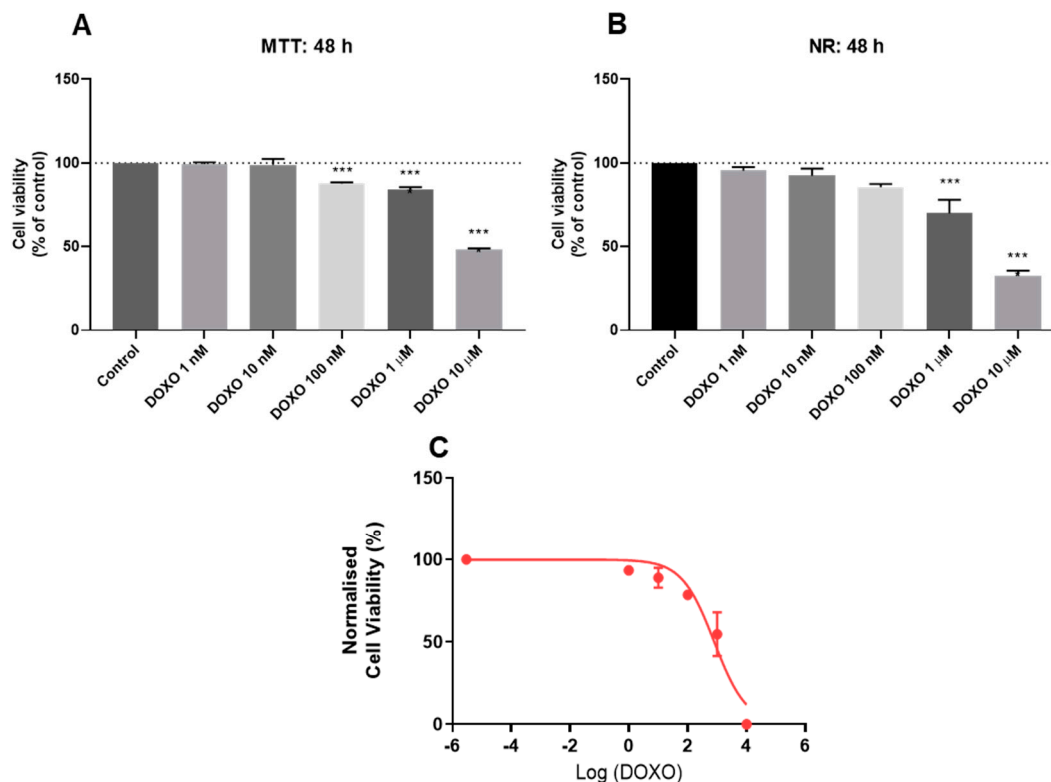 A
MTT: 48 h
150
100
50
0
Cell viability
(% of control)
***
***
***
Control
DOXO 1 nM
DOXO 10 nM
DOXO 100 nM
DOXO 1 μM
DOXO 10 μM
B
NR: 48 h
150
100
50
0
Cell viability
(% of control)
***
***
Control
DOXO 1 nM
DOXO 10 nM
DOXO 100 nM
DOXO 1 μM
DOXO 10 μM
C
150
100
50
0
Normalised
Cell Viability (%)
-6 -4 -2 0 2 4 6
Log (DOXO)